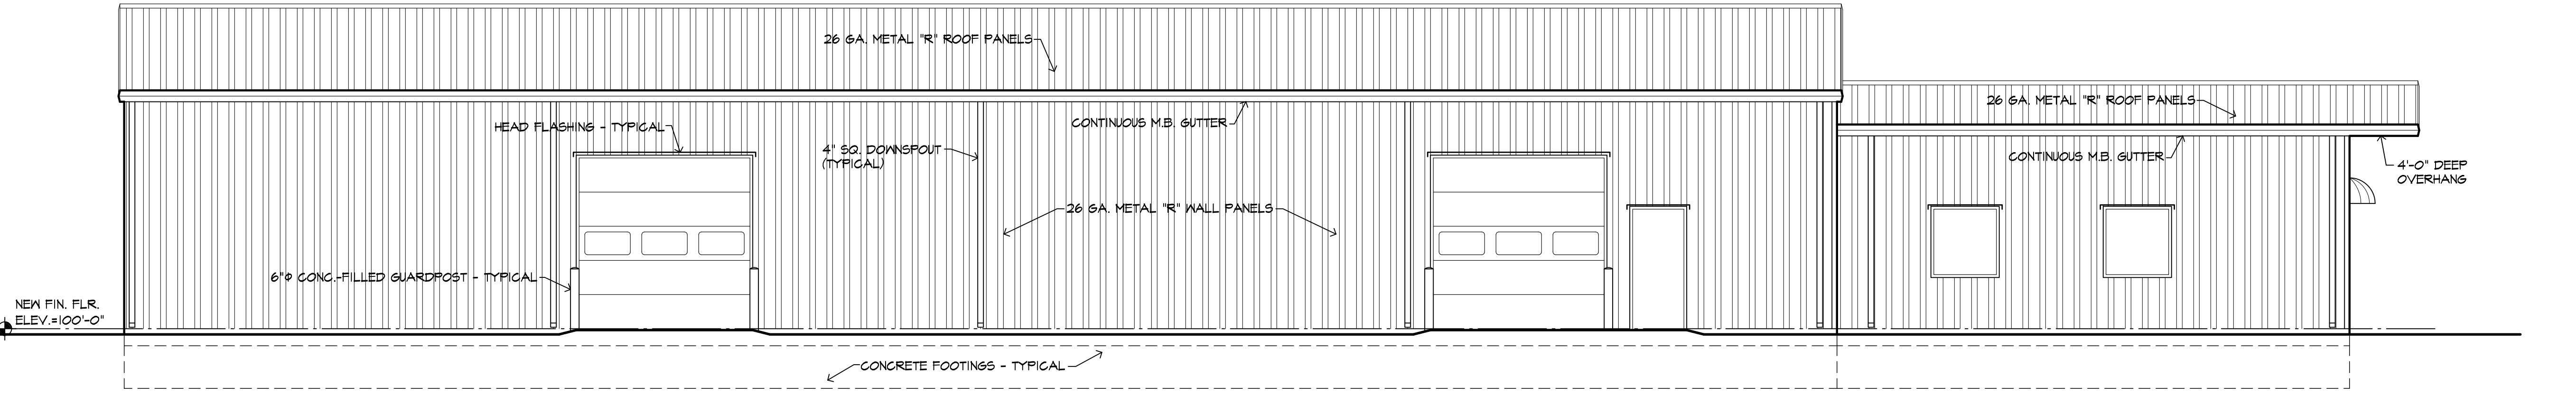 26 GA. METAL "R" ROOF PANELS
26 GA. METAL "R" ROOF PANELS
HEAD FLASHING - TYPICAL
CONTINUOUS M.B. GUTTER
4" SQ. DOWNSPOUT
(TYPICAL)
CONTINUOUS M.B. GUTTER
4'-0" DEEP
OVERHANG
26 GA. METAL "R" WALL PANELS
6"Φ CONC.-FILLED GUARDPOST - TYPICAL
NEW FIN. FLR.
ELEV.=100'-0"
CONCRETE FOOTINGS - TYPICAL